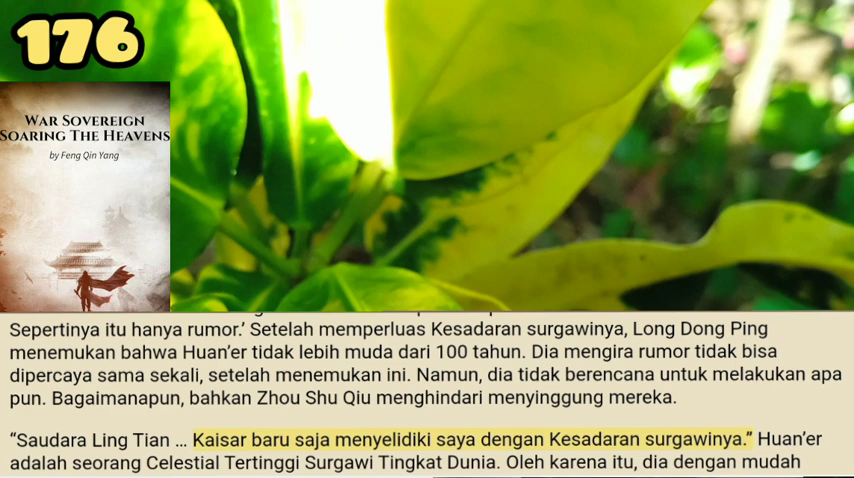 176
WAR SOVEREIGN
SOARING THE HEAVENS
by Feng Qin Yang
Sepertinya itu hanya rumor.’ Setelah memperluas Kesadaran surgawinya, Long Dong Ping
menemukan bahwa Huan’er tidak lebih muda dari 100 tahun. Dia mengira rumor tidak bisa
dipercaya sama sekali, setelah menemukan ini. Namun, dia tidak berencana untuk melakukan apa
pun. Bagaimanapun, bahkan Zhou Shu Qiu menghindari menyinggung mereka.
“Saudara Ling Tian ... Kaisar baru saja menyelidiki saya dengan Kesadaran surgawinya.” Huan’er
adalah seorang Celestial Tertinggi Surgawi Tingkat Dunia. Oleh karena itu, dia dengan mudah